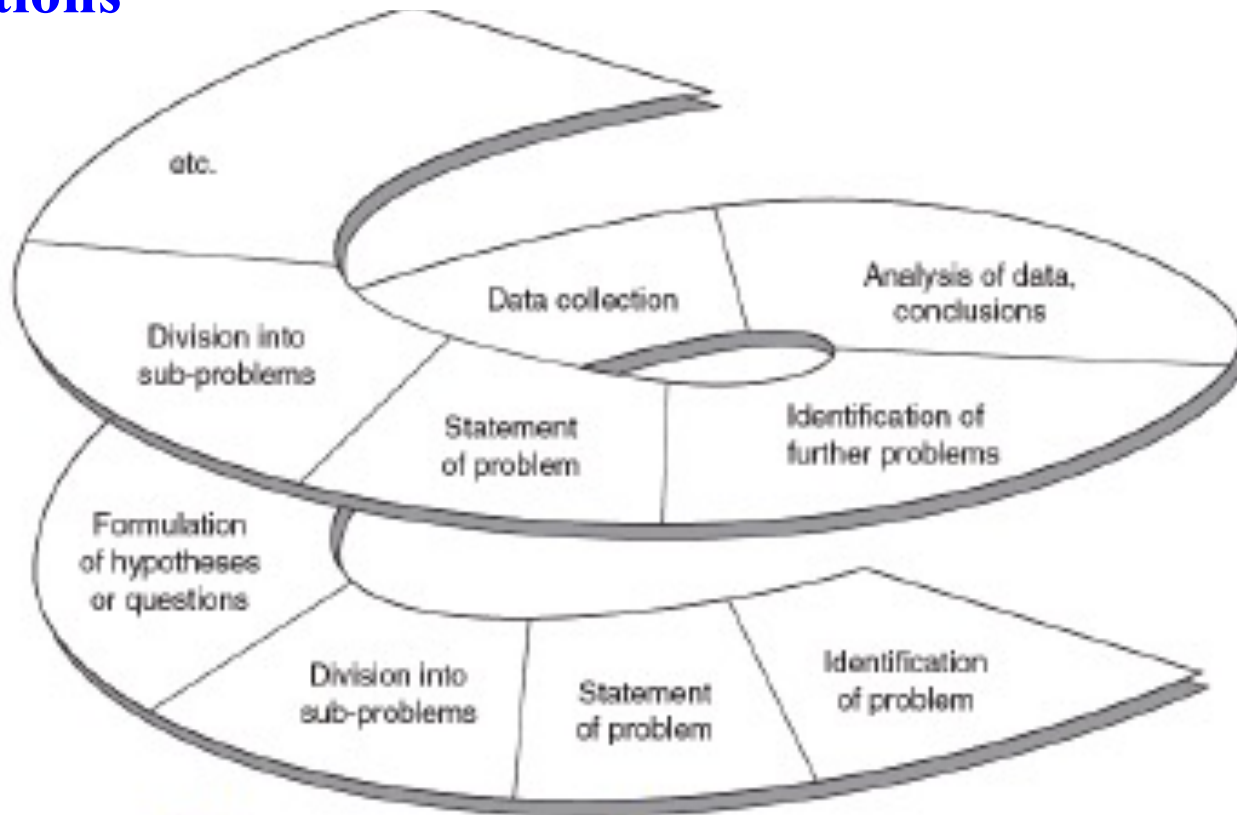 etc.
Data collection
Analysis of data,
conclusions
Division into
sub-problems
Statement
of problem
Identification of
further problems
Formulation
of hypotheses
or questions
Division into
sub-problems
Statement
of problem
Identification
of problem